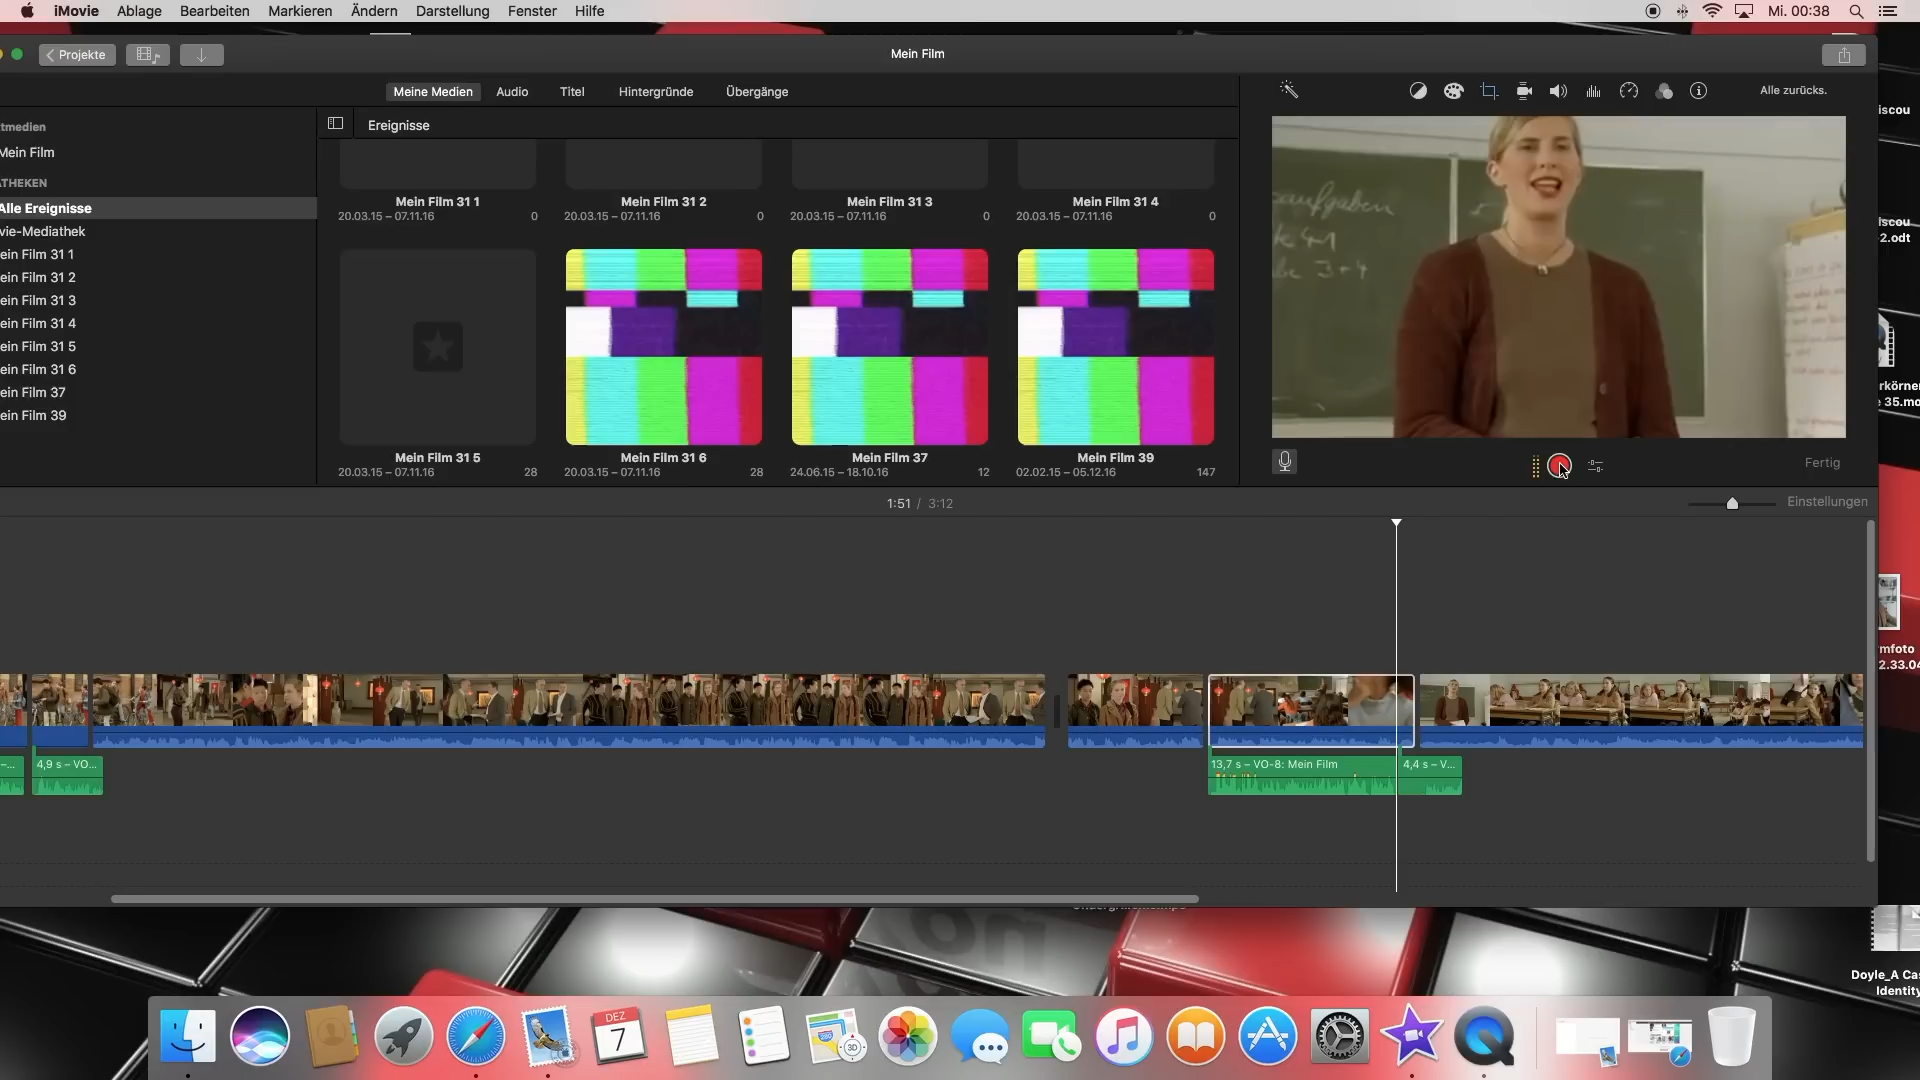 iMovie Ablage Bearbeiten Markieren Ändern Darstellung Fenster Hilfe Mi. 00:38
Projekte Mein Film
Meine Medien Audio Titel Hintergründe Übergänge Alle zurücks.
tmedien
Mein Film
ATHEKEN
Alle Ereignisse
vie-Mediathek
ein Film 31 1
ein Film 31 2
ein Film 31 3
ein Film 31 4
ein Film 31 5
ein Film 31 6
ein Film 37
ein Film 39
Ereignisse
Mein Film 31 1 Mein Film 31 2 Mein Film 31 3 Mein Film 31 4
20.03.15 – 07.11.16 0 20.03.15 – 07.11.16 0 20.03.15 – 07.11.16 0 20.03.15 – 07.11.16 0
Mein Film 31 5 Mein Film 31 6 Mein Film 37 Mein Film 39
20.03.15 – 07.11.16 28 20.03.15 – 07.11.16 28 24.06.15 – 18.10.16 12 02.02.15 – 05.12.16 147
aufgaben
3+4
Fertig
1:51 / 3:12 Einstellungen
–... 4,9 s – VO... 13,7 s – VO-8: Mein Film 4,4 s – V...
iscou
iscou
2.odt
rkörner
e 35.mo
mfoto
2.33.04
Doyle_A Cas
Identity
DEZ
7
3D